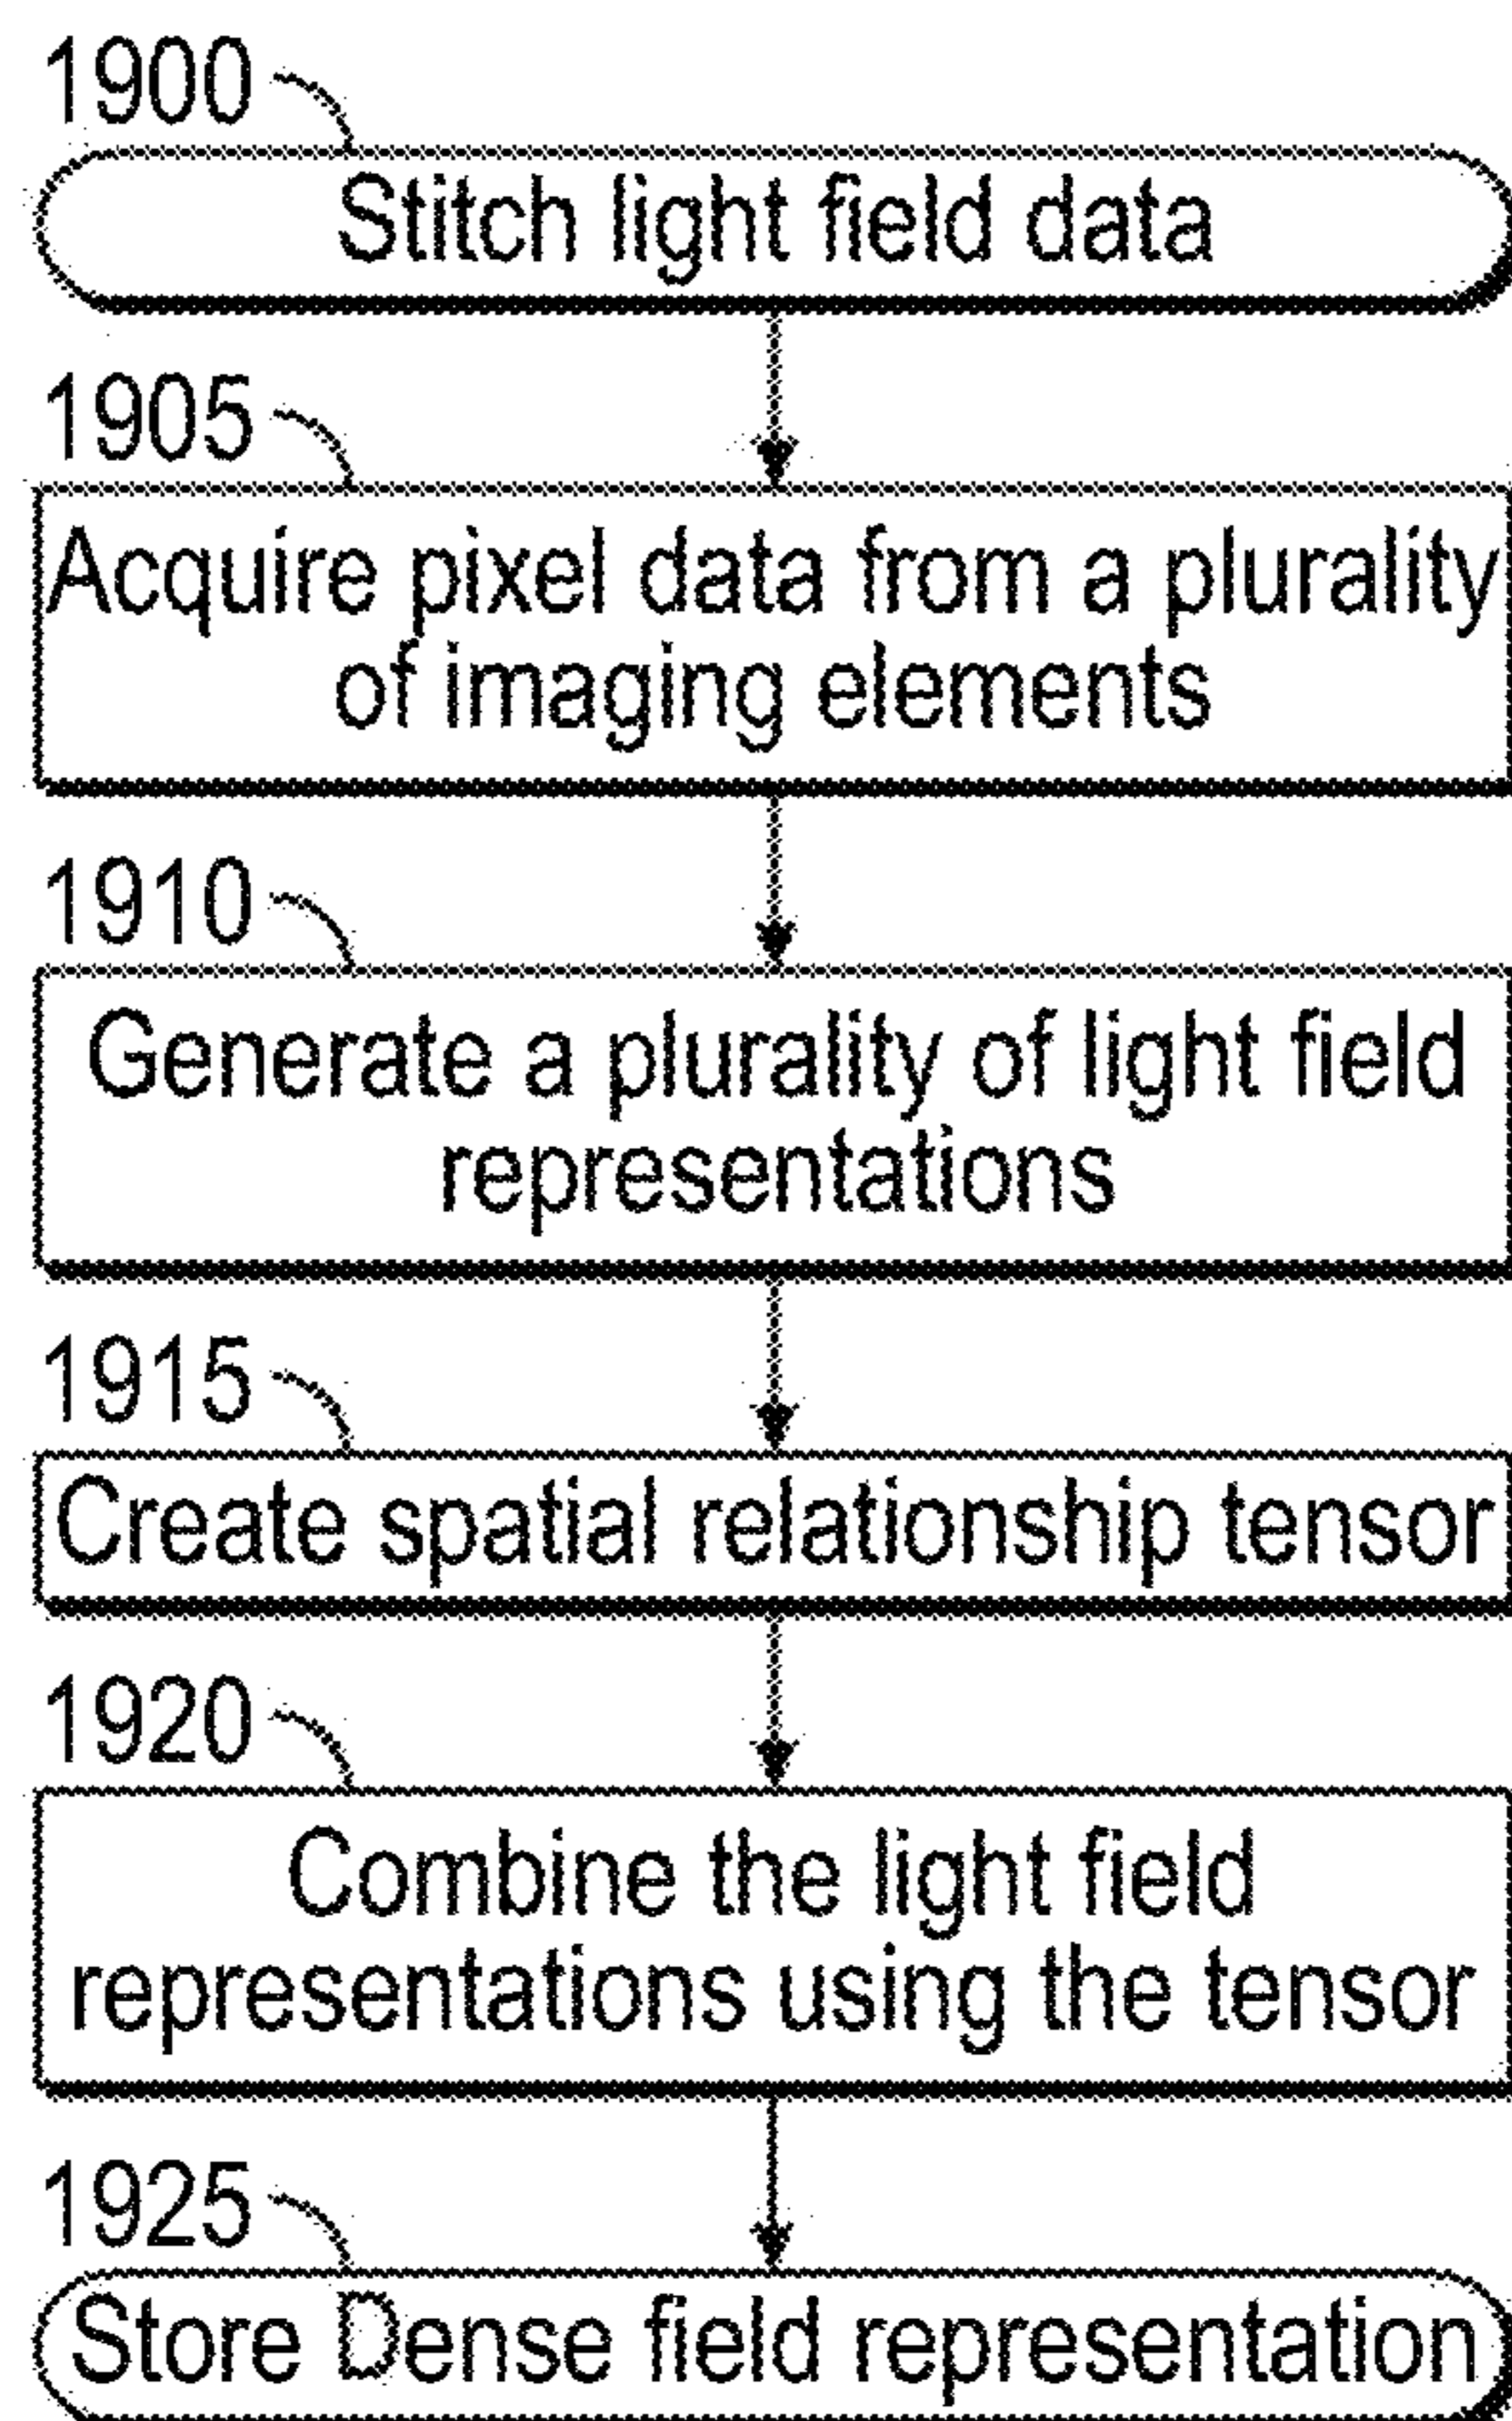 1900
Stitch light field data
1905
Acquire pixel data from a plurality
of imaging elements
1910
Generate a plurality of light field
representations
1915
Create spatial relationship tensor
1920
Combine the light field
representations using the tensor
1925
Store Dense field representation